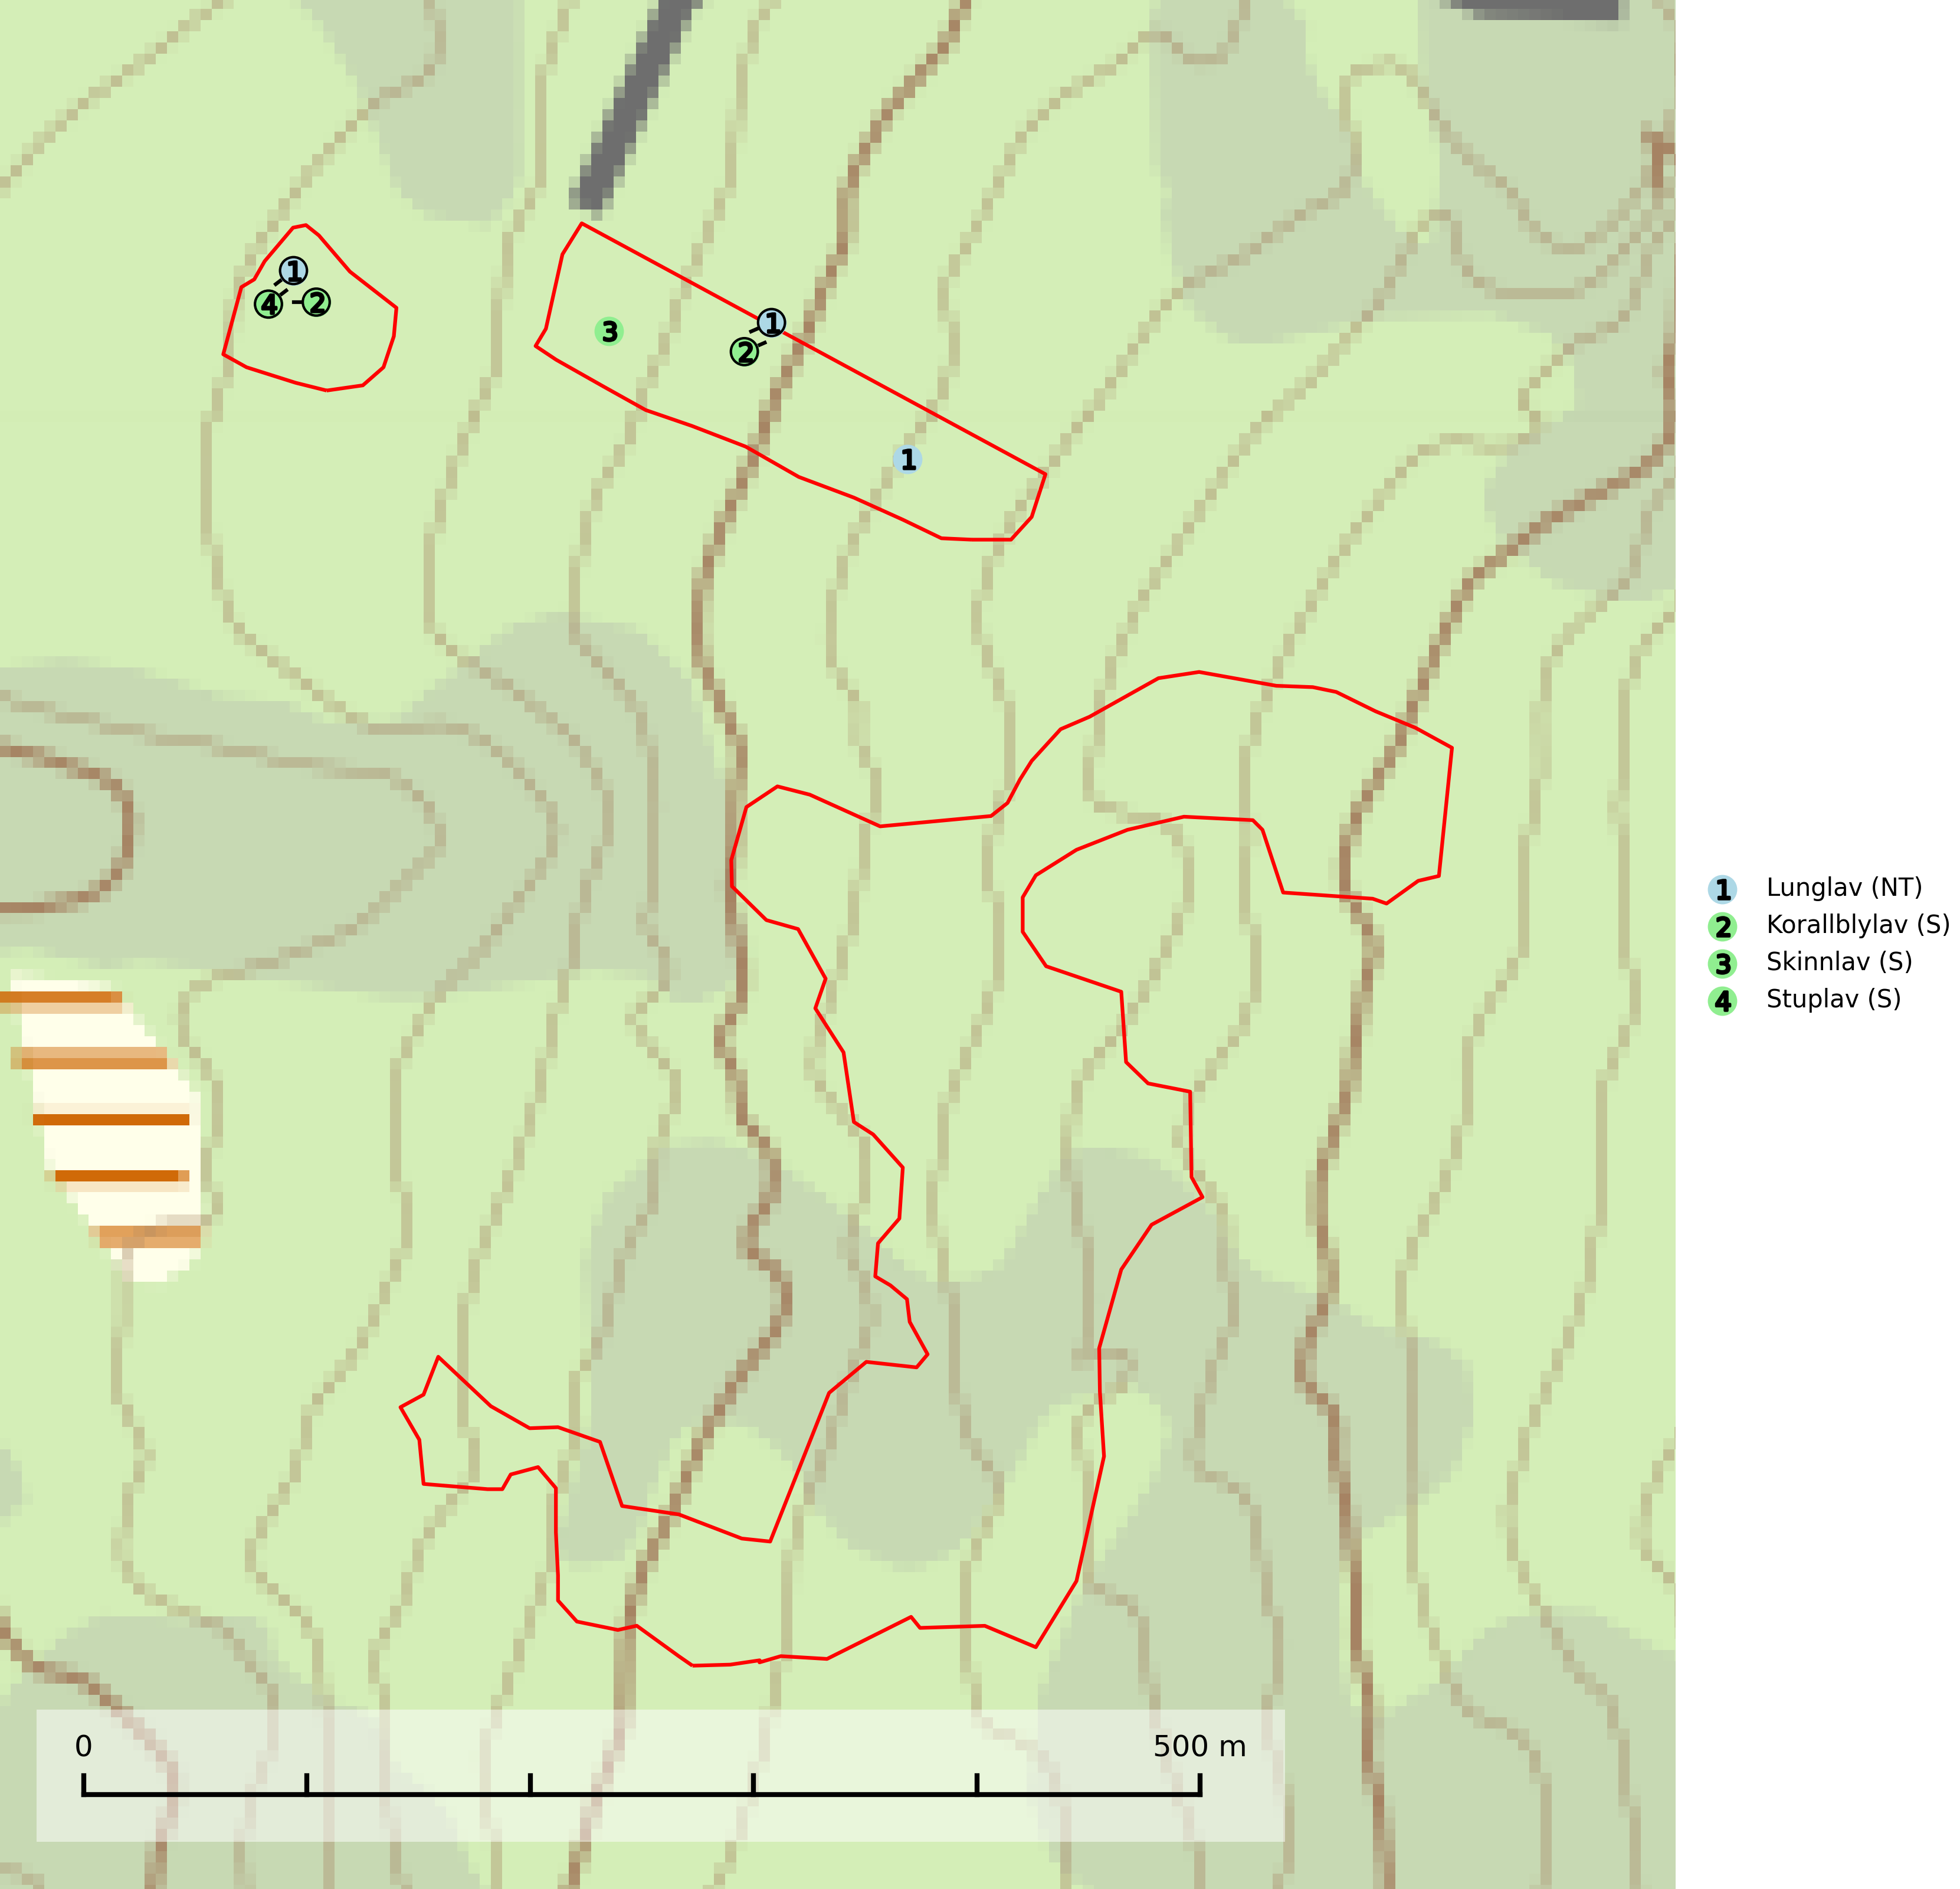 1
4 2
3
1
2
1
1 Lunglav (NT)
2 Korallblylav (S)
3 Skinnlav (S)
4 Stuplav (S)
0 500 m